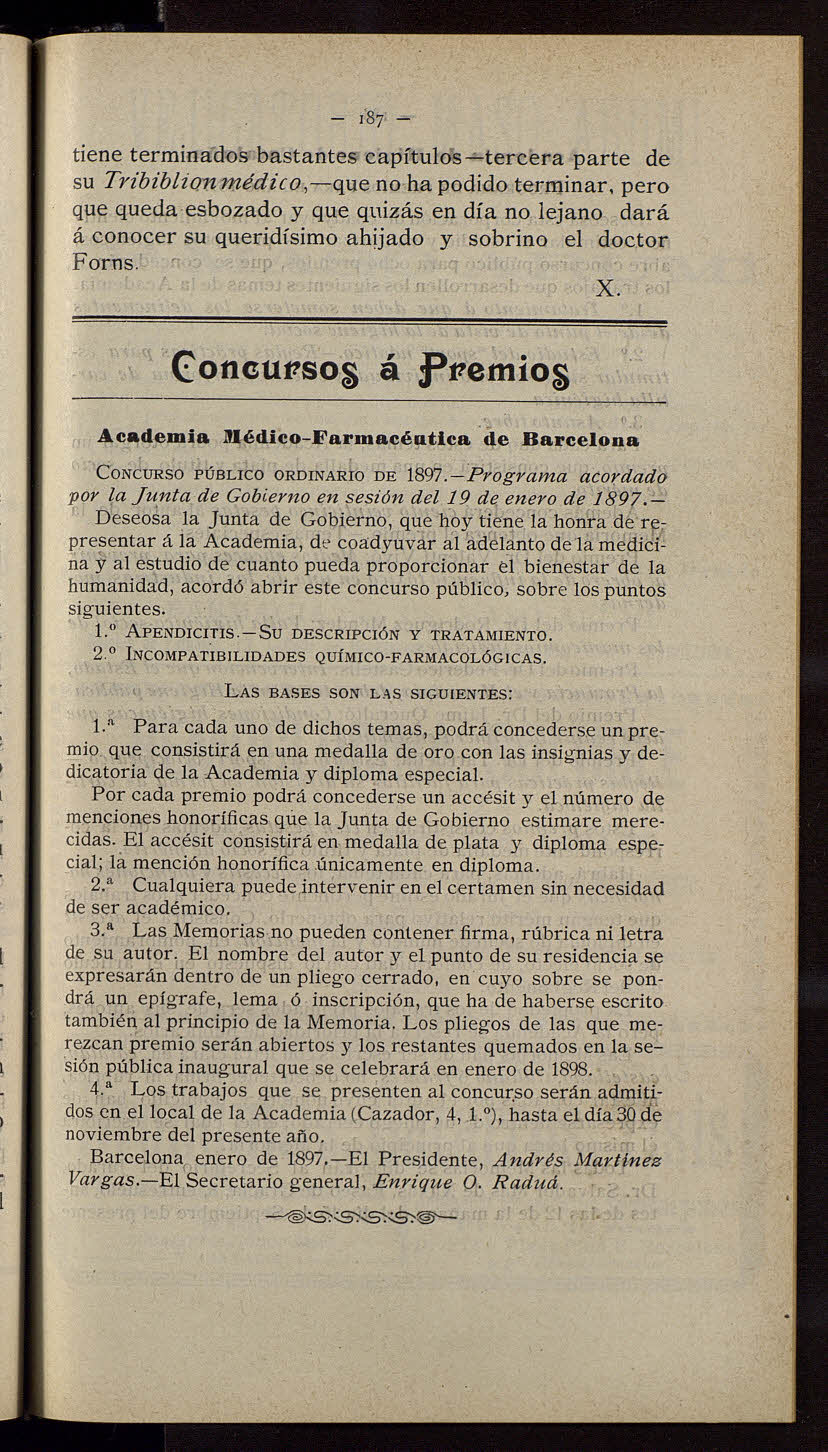 — 187 —
tiene terminados bastantes capítulos—tercera parte de
su Tribiblion médico,—que no ha podido terminar, pero
que queda esbozado y que quizás en día no lejano dará
á conocer su queridísimo ahijado y sobrino el doctor
Forns.
X.
Concursos á Premios
Academia Médico-Farmacéutica de Barcelona
CONCURSO PÚBLICO ORDINARIO DE 1897.—Programa acordado
por la Junta de Gobierno en sesión del 19 de enero de 1897.—
Deseosa la Junta de Gobierno, que hoy tiene la honra de re-
presentar á la Academia, de coadyuvar al adelanto de la medici-
na y al estudio de cuanto pueda proporcionar el bienestar de la
humanidad, acordó abrir este concurso público, sobre los puntos
siguientes.
1.º APENDICITIS.—SU DESCRIPCIÓN Y TRATAMIENTO.
2.º INCOMPATIBILIDADES QUÍMICO-FARMACOLÓGICAS.
LAS BASES SON LAS SIGUIENTES:
1.ª Para cada uno de dichos temas, podrá concederse un pre-
mio que consistirá en una medalla de oro con las insignias y de-
dicatoria de la Academia y diploma especial.
Por cada premio podrá concederse un accésit y el número de
menciones honoríficas que la Junta de Gobierno estimare mere-
cidas. El accésit consistirá en medalla de plata y diploma espe-
cial; la mención honorífica únicamente en diploma.
2.ª Cualquiera puede intervenir en el certamen sin necesidad
de ser académico.
3.ª Las Memorias no pueden contener firma, rúbrica ni letra
de su autor. El nombre del autor y el punto de su residencia se
expresarán dentro de un pliego cerrado, en cuyo sobre se pon-
drá un epígrafe, lema ó inscripción, que ha de haberse escrito
también al principio de la Memoria. Los pliegos de las que me-
rezcan premio serán abiertos y los restantes quemados en la se-
sión pública inaugural que se celebrará en enero de 1898.
4.ª Los trabajos que se presenten al concurso serán admiti-
dos en el local de la Academia (Cazador, 4, 1.º), hasta el día 30 de
noviembre del presente año.
Barcelona enero de 1897.—El Presidente, Andrés Martínez
Vargas.—El Secretario general, Enrique O. Raduá.